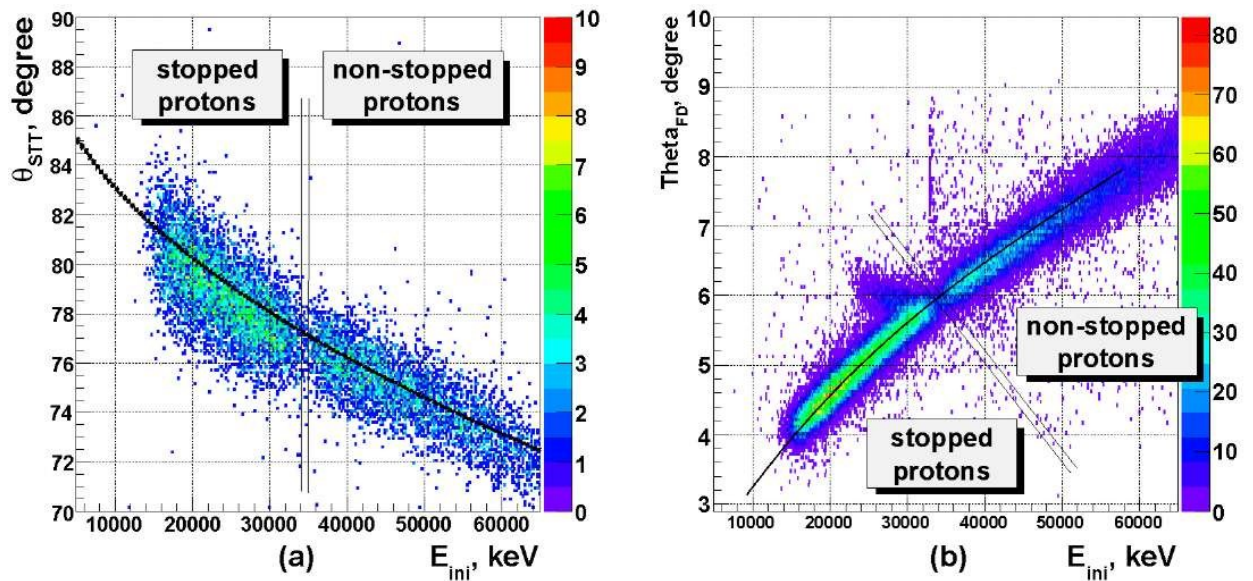 θSTT, degree
90
88
86
84
82
80
78
76
74
72
70
stopped
protons
non-stopped
protons
10000 20000 30000 40000 50000 60000
(a) Eini, keV
10
9
8
7
6
5
4
3
2
1
0
ThetaFD, degree
10
9
8
7
6
5
4
3
non-stopped
protons
stopped
protons
10000 20000 30000 40000 50000 60000
(b) Eini, keV
80
70
60
50
40
30
20
10
0